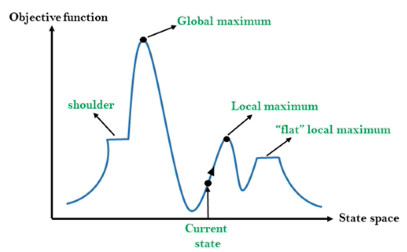 Objective function
Global maximum
shoulder
Local maximum
“flat” local maximum
State space
Current
state